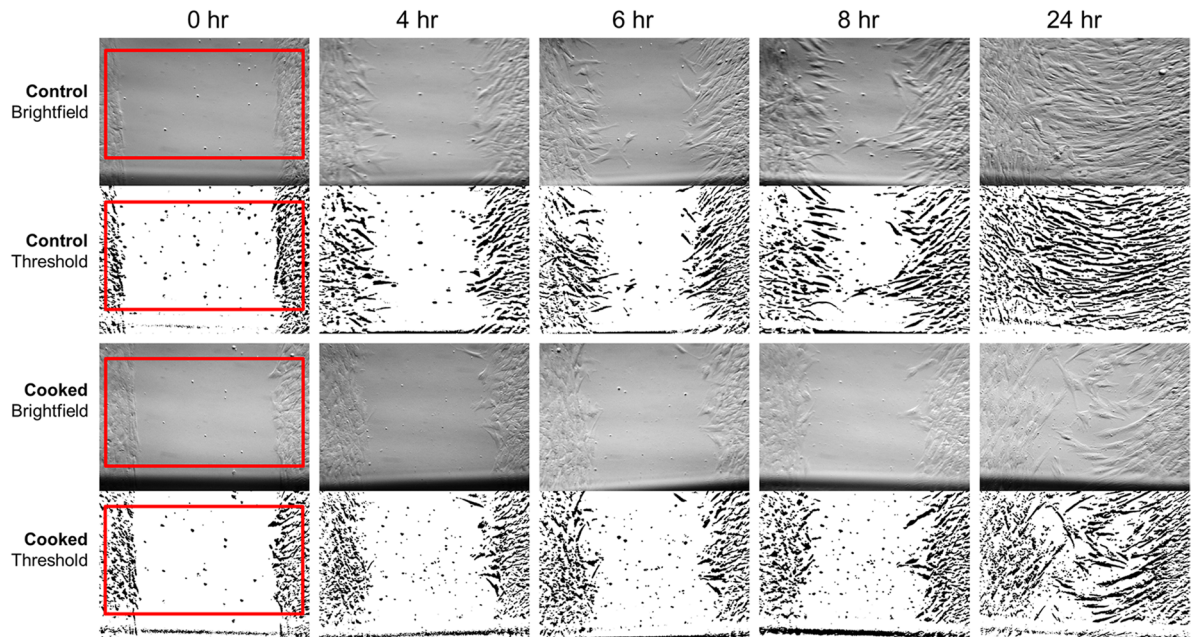 0 hr 4 hr 6 hr 8 hr 24 hr
Control
Brightfield
Control
Threshold
Cooked
Brightfield
Cooked
Threshold